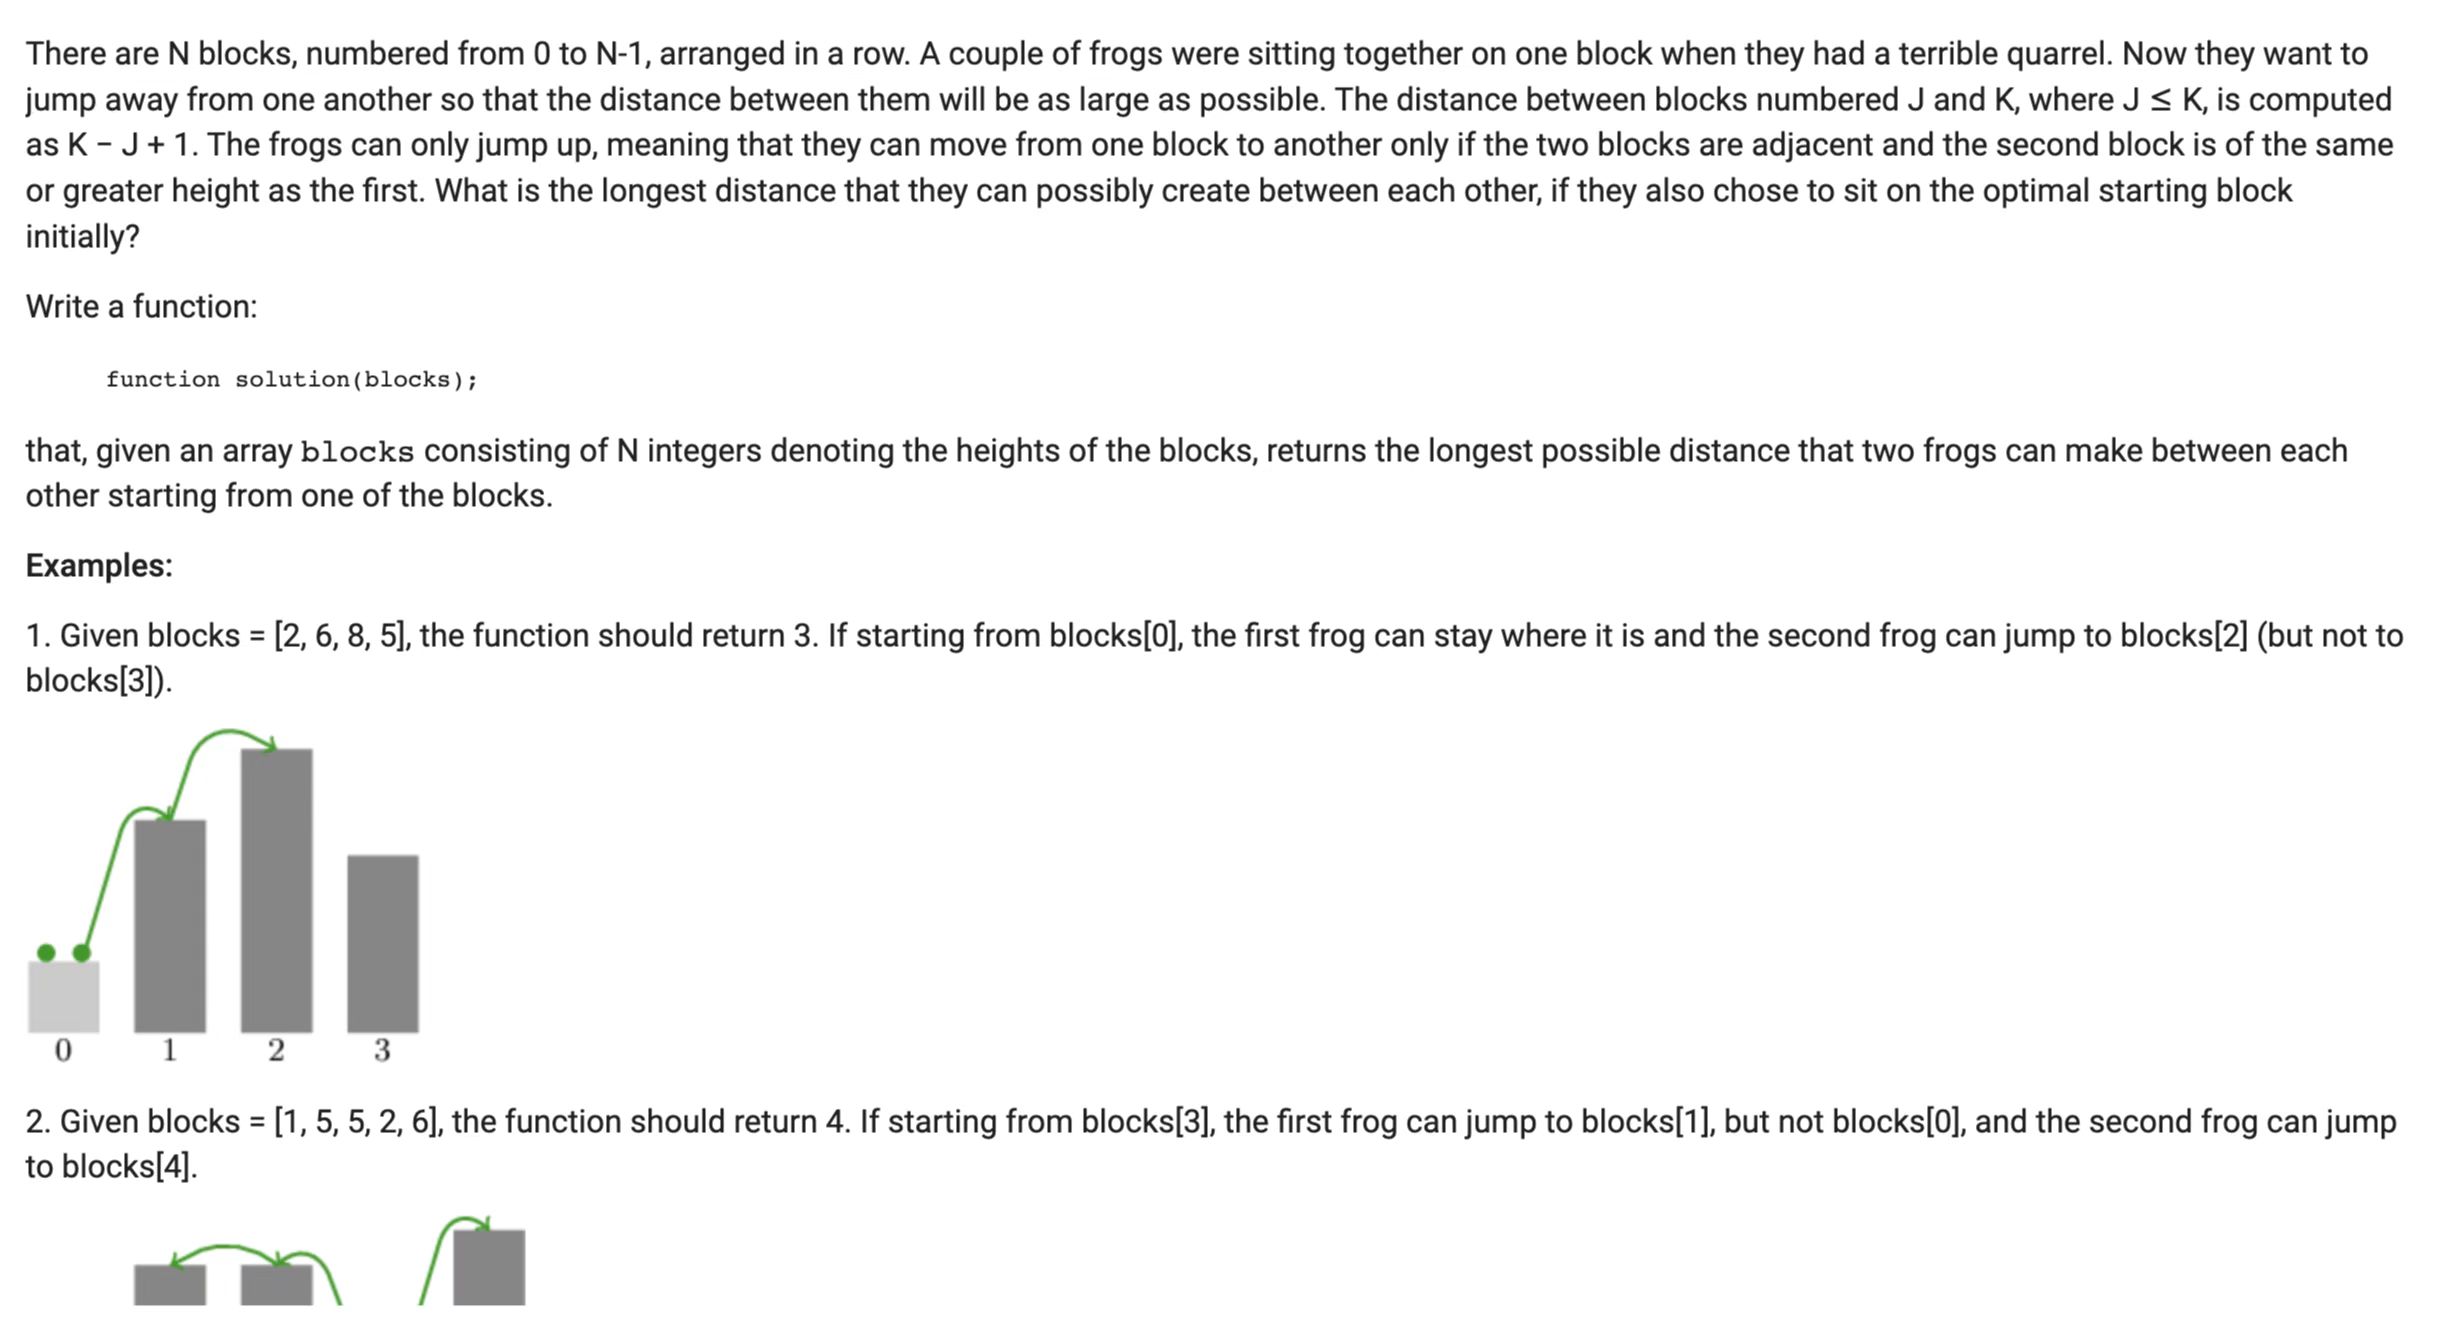 There are N blocks, numbered from 0 to N-1, arranged in a row. A couple of frogs were sitting together on one block when they had a terrible quarrel. Now they want to
jump away from one another so that the distance between them will be as large as possible. The distance between blocks numbered J and K, where J ≤ K, is computed
as K − J + 1. The frogs can only jump up, meaning that they can move from one block to another only if the two blocks are adjacent and the second block is of the same
or greater height as the first. What is the longest distance that they can possibly create between each other, if they also chose to sit on the optimal starting block
initially?
Write a function:
function solution(blocks);
that, given an array blocks consisting of N integers denoting the heights of the blocks, returns the longest possible distance that two frogs can make between each
other starting from one of the blocks.
Examples:
1. Given blocks = [2, 6, 8, 5], the function should return 3. If starting from blocks[0], the first frog can stay where it is and the second frog can jump to blocks[2] (but not to
blocks[3]).
0 1 2 3
2. Given blocks = [1, 5, 5, 2, 6], the function should return 4. If starting from blocks[3], the first frog can jump to blocks[1], but not blocks[0], and the second frog can jump
to blocks[4].